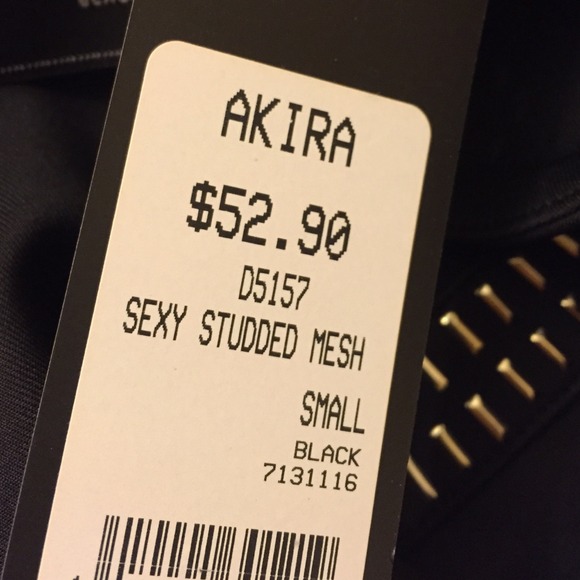 AKIRA
$52.90
D5157
SEXY STUDDED MESH
SMALL
BLACK
7131116